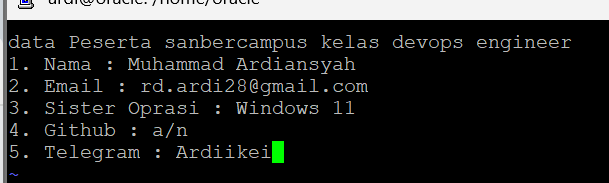 ardi@oracle: /home/oracle
data Peserta sanbercampus kelas devops engineer
1. Nama : Muhammad Ardiansyah
2. Email : rd.ardi28@gmail.com
3. Sister Oprasi : Windows 11
4. Github : a/n
5. Telegram : Ardiikei
~